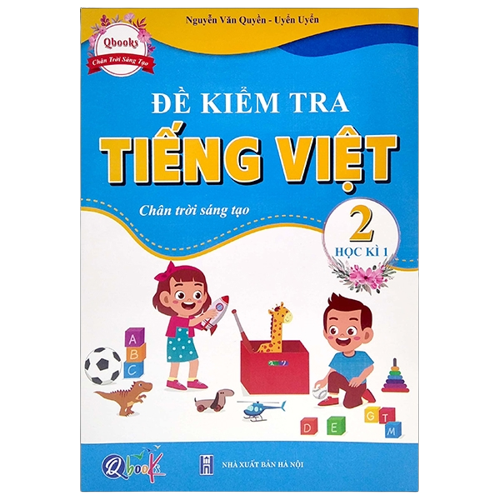 Nguyễn Văn Quyền - Uyển Uyển
Qbooks
Chân Trời Sáng Tạo
ĐỀ KIỂM TRA
TIẾNG VIỆT
Chân trời sáng tạo
2
HỌC KÌ 1
A
B
C
D
E
G
T
M
Qbooks
NHÀ XUẤT BẢN HÀ NỘI